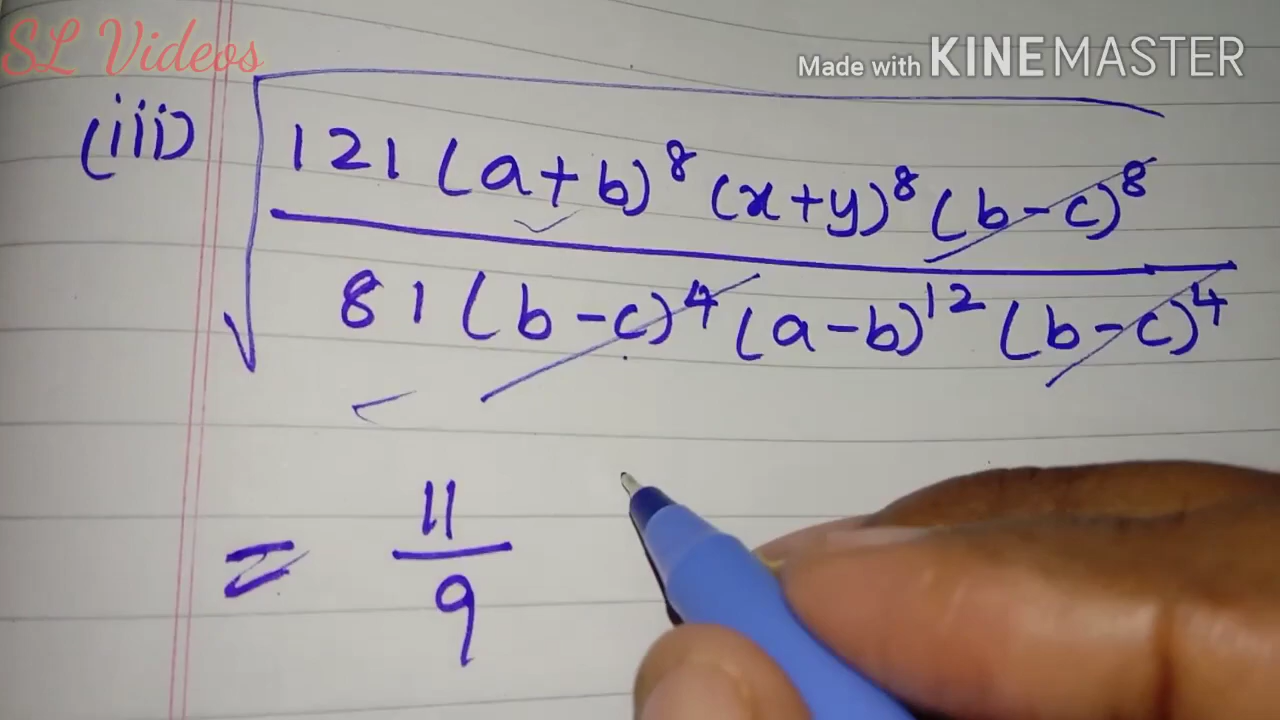 SL Videos
Made with KINEMASTER
(iii) √ 121 (a+b)⁸ (x+y)⁸ (b-c)⁸
81 (b-c)⁴ (a-b)¹² (b-c)⁴
= 11
9